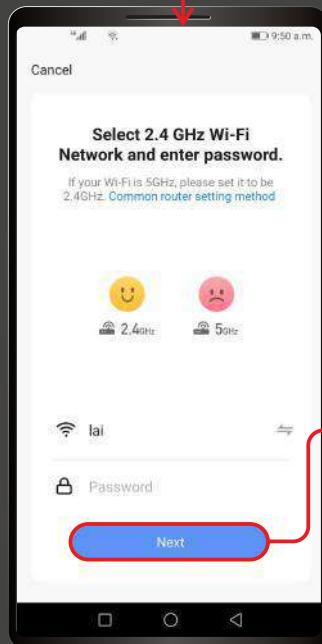 9:50 a.m.
Cancel
Select 2.4 GHz Wi-Fi
Network and enter password.
If your Wi-Fi is 5GHz, please set it to be
2.4GHz. Common router setting method
2.4GHz 5GHz
lai
Password
Next